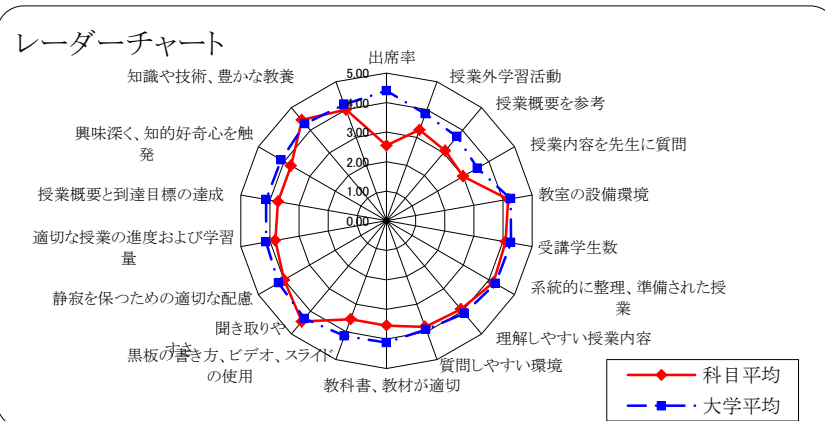 レーダーチャート
出席率
授業外学習活動
授業概要を参考
授業内容を先生に質問
教室の設備環境
受講学生数
系統的に整理、準備された授
業
理解しやすい授業内容
質問しやすい環境
教科書、教材が適切
黒板の書き方、ビデオ、スライド
の使用
聞き取りや
すさ
静寂を保つための適切な配慮
適切な授業の進度および学習
量
授業概要と到達目標の達成
興味深く、知的好奇心を触
発
知識や技術、豊かな教養
5.00
4.00
3.00
2.00
1.00
0.00
科目平均
大学平均